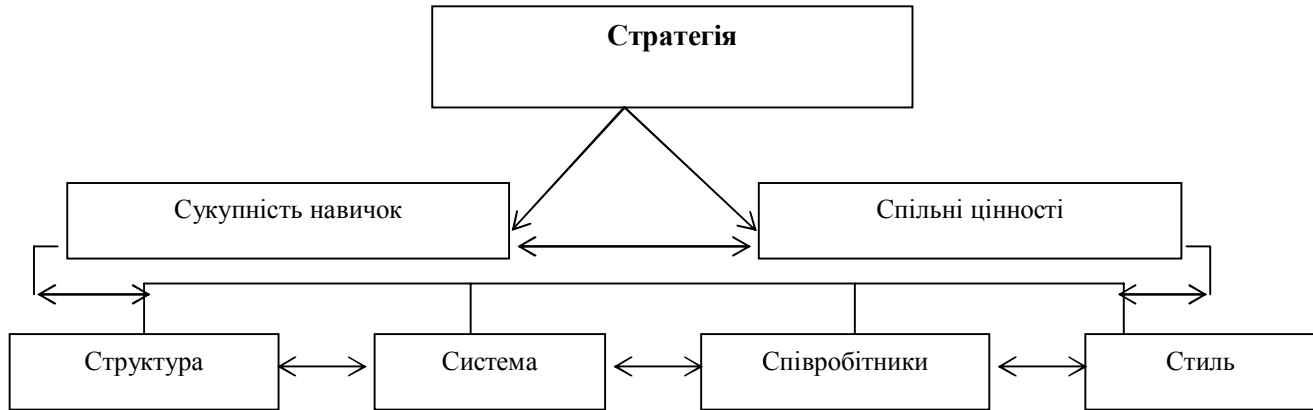 Стратегія
Сукупність навичок
Спільні цінності
Структура
Система
Співробітники
Стиль